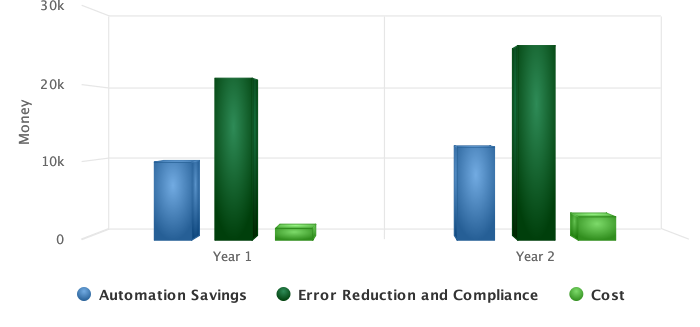 30k
20k
10k
0
Money
Year 1
Year 2
Automation Savings
Error Reduction and Compliance
Cost